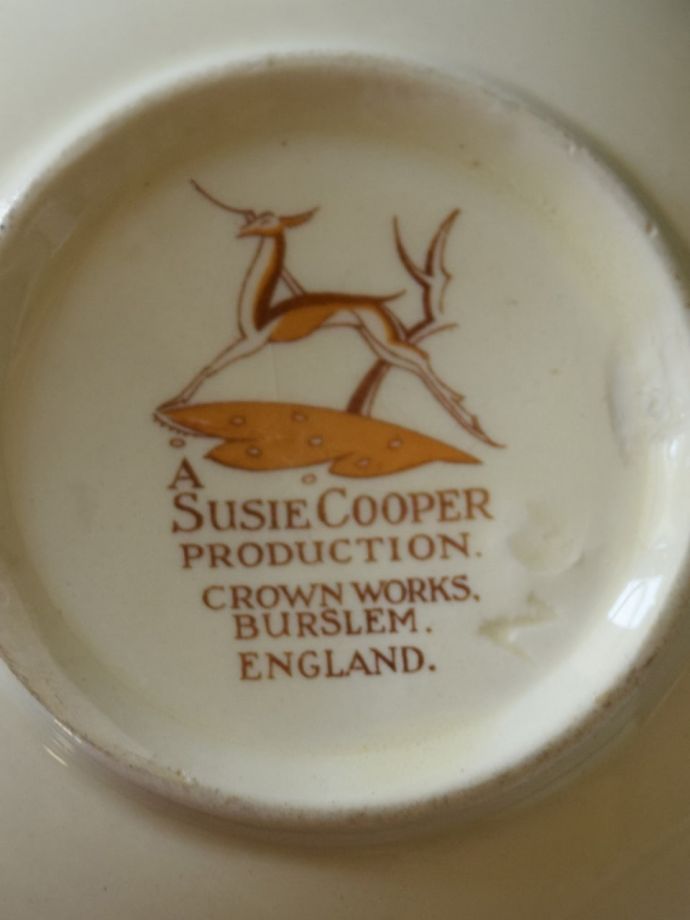 A
SUSIE COOPER
PRODUCTION.
CROWN WORKS.
BURSLEM.
ENGLAND.